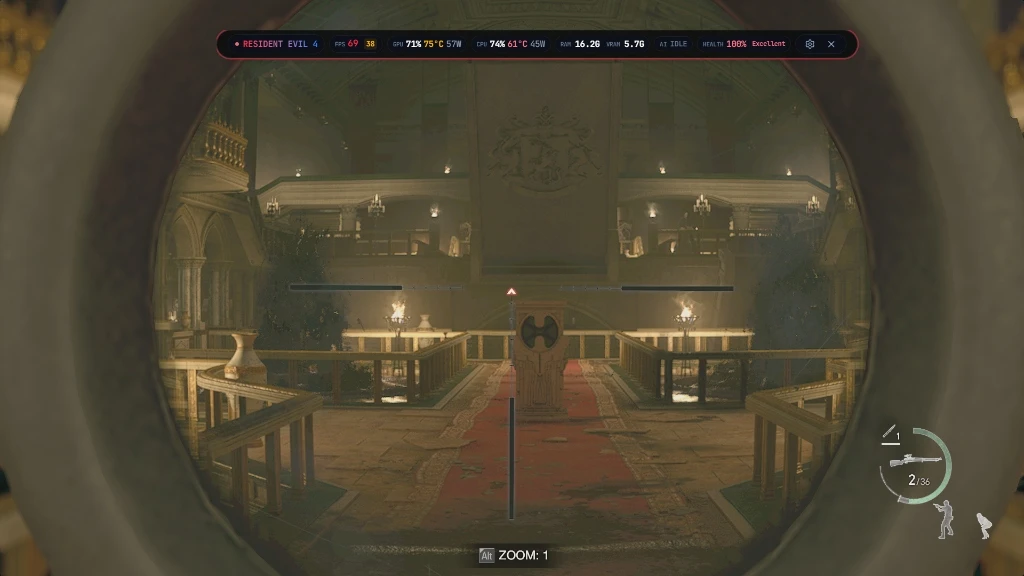 RESIDENT EVIL 4 FPS 69 38 GPU 71% 75°C 57W CPU 74% 61°C 45W RAM 16.2G VRAM 5.7G AI IDLE HEALTH 100% Excellent
1
2/36
Alt ZOOM: 1